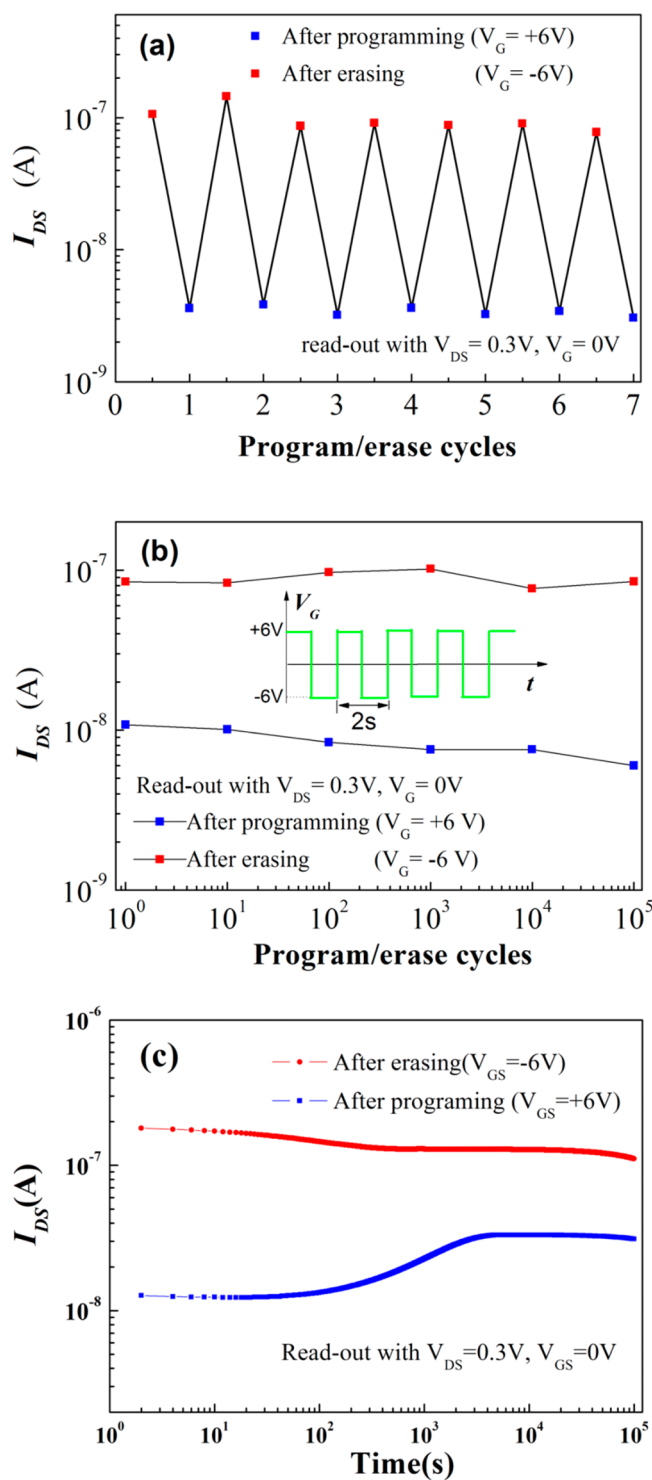 (a)
After programming (VG= +6V)
After erasing (VG= -6V)
10-7
10-8
10-9
IDS (A)
read-out with VDS= 0.3V, VG= 0V
0 1 2 3 4 5 6 7
Program/erase cycles
(b)
10-7
10-8
10-9
IDS (A)
VG
+6V
-6V
t
2s
Read-out with VDS= 0.3V, VG= 0V
After programming (VG= +6 V)
After erasing (VG= -6 V)
100 101 102 103 104 105
Program/erase cycles
(c)
10-6
10-7
10-8
IDS(A)
After erasing(VGS=-6V)
After programing (VGS=+6V)
Read-out with VDS=0.3V, VGS=0V
100 101 102 103 104 105
Time(s)